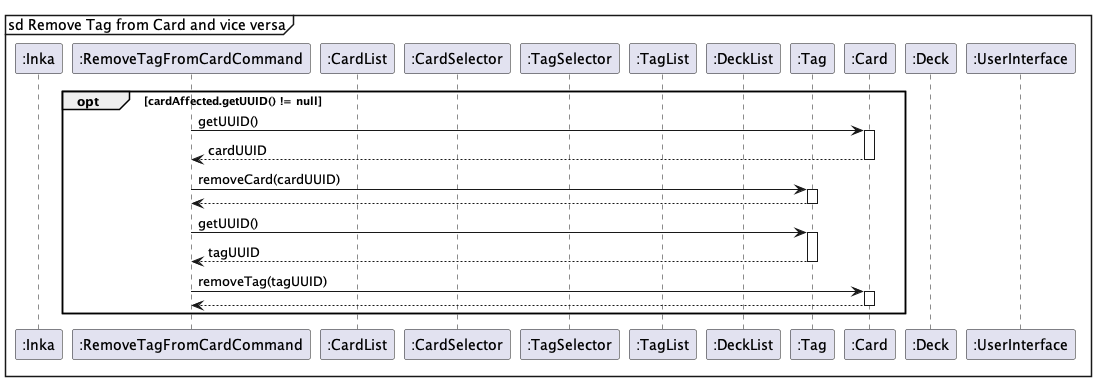 sd Remove Tag from Card and vice versa
:Inka :RemoveTagFromCardCommand :CardList :CardSelector :TagSelector :TagList :DeckList :Tag :Card :Deck :UserInterface
opt [cardAffected.getUUID() != null]
getUUID()
cardUUID
removeCard(cardUUID)
getUUID()
tagUUID
removeTag(tagUUID)
:Inka :RemoveTagFromCardCommand :CardList :CardSelector :TagSelector :TagList :DeckList :Tag :Card :Deck :UserInterface